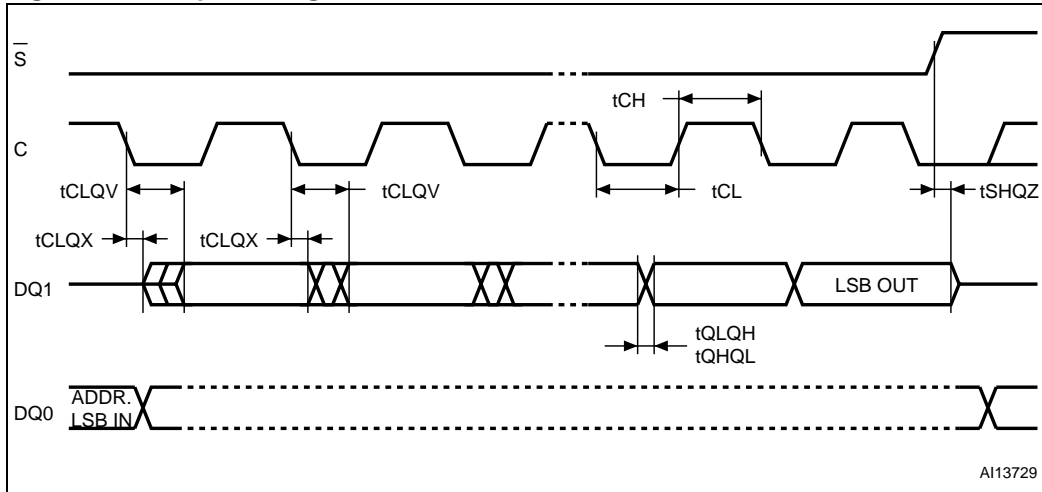 S
tCH
C
tCLQV
tCLQV
tCL
tSHQZ
tCLQX
tCLQX
DQ1
LSB OUT
tQLQH
tQHQL
ADDR.
DQ0
LSB IN
AI13729